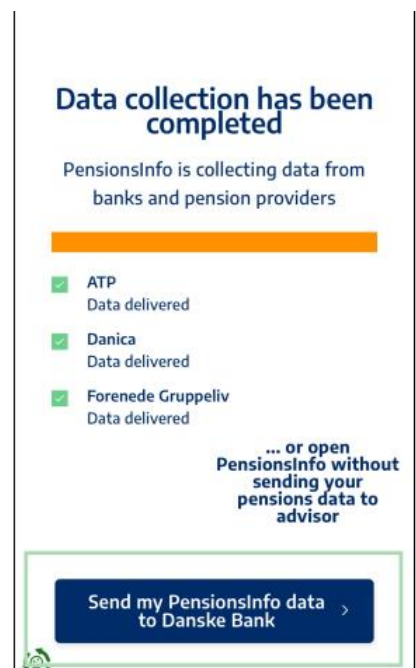 Data collection has been
completed
PensionsInfo is collecting data from
banks and pension providers
ATP
Data delivered
Danica
Data delivered
Forenede Gruppeliv
Data delivered
... or open
PensionsInfo without
sending your
pensions data to
advisor
Send my PensionsInfo data
to Danske Bank